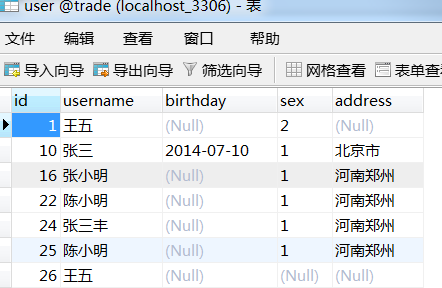 user @trade (localhost_3306) - 表
文件 编辑 查看 窗口 帮助
导入向导 导出向导 筛选向导 网格查看 表单查
id username birthday sex address
1 王五 (Null) 2 (Null)
10 张三 2014-07-10 1 北京市
16 张小明 (Null) 1 河南郑州
22 陈小明 (Null) 1 河南郑州
24 张三丰 (Null) 1 河南郑州
25 陈小明 (Null) 1 河南郑州
26 王五 (Null) (Null) (Null)